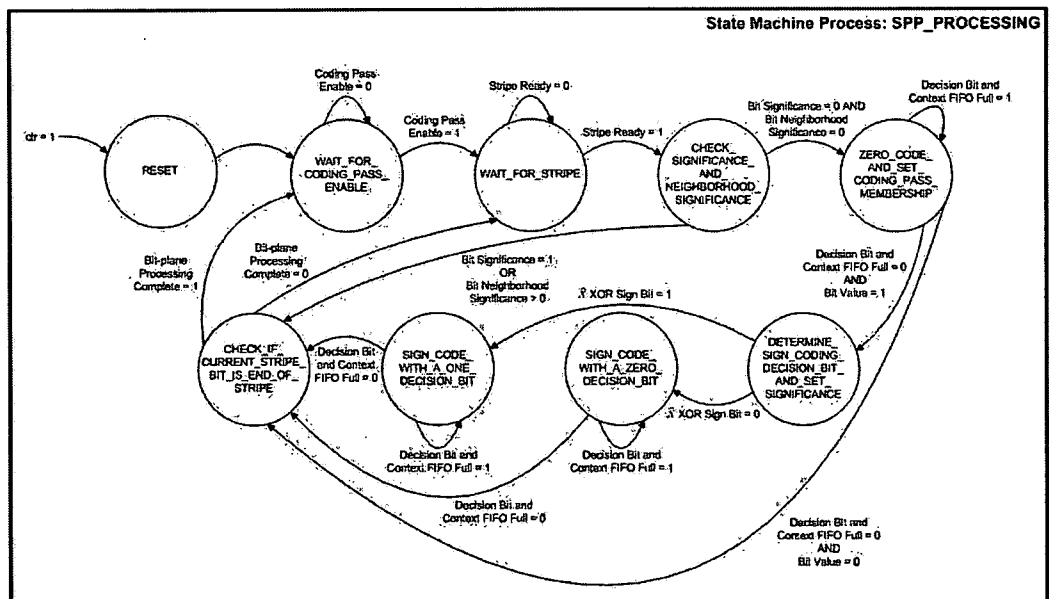 State Machine Process: SPP_PROCESSING
Coding Pass
Enable = 0
Stripe Ready = 0
Decision Bit and
Context FIFO Full = 1
clr = 1
Coding Pass
Enable = 1
Stripe Ready = 1
Bit Significance = 0 AND
Bit Neighborhood
Significance = 0
RESET
WAIT_FOR_
CODING_PASS_
ENABLE
WAIT_FOR_STRIPE
CHECK_
SIGNIFICANCE_
AND_
NEIGHBORHOOD_
SIGNIFICANCE
ZERO_CODE_
AND_SET_
CODING_PASS_
MEMBERSHIP
Bit-plane
Processing
Complete = 1
Bit-plane
Processing
Complete = 0
Bit Significance = 1
OR
Bit Neighborhood
Significance > 0
Decision Bit and
Context FIFO Full = 0
AND
Bit Value = 1
XOR Sign Bit = 1
CHECK_IF_
CURRENT_STRIPE_
BIT_IS_END_OF_
STRIPE
Decision Bit
and Context
FIFO Full = 0
SIGN_CODE_
WITH_A_ONE_
DECISION_BIT
SIGN_CODE_
WITH_A_ZERO_
DECISION_BIT
DETERMINE_
SIGN_CODING_
DECISION_BIT_
AND_SET_
SIGNIFICANCE
XOR Sign Bit = 0
Decision Bit and
Context FIFO Full = 1
Decision Bit and
Context FIFO Full = 1
Decision Bit and
Context FIFO Full = 0
Decision Bit and
Context FIFO Full = 0
AND
Bit Value = 0